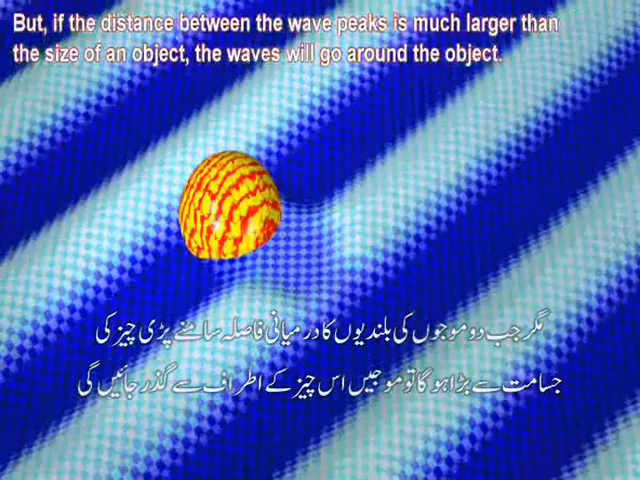 But, if the distance between the wave peaks is much larger than
the size of an object, the waves will go around the object.
مگر جب دو موجوں کی بلندیوں کا درمیانی فاصلہ سامنے پڑی چیز کی
جسامت سے بڑا ہو گا تو موجیں اس چیز کے اطراف سے گذر جائیں گی